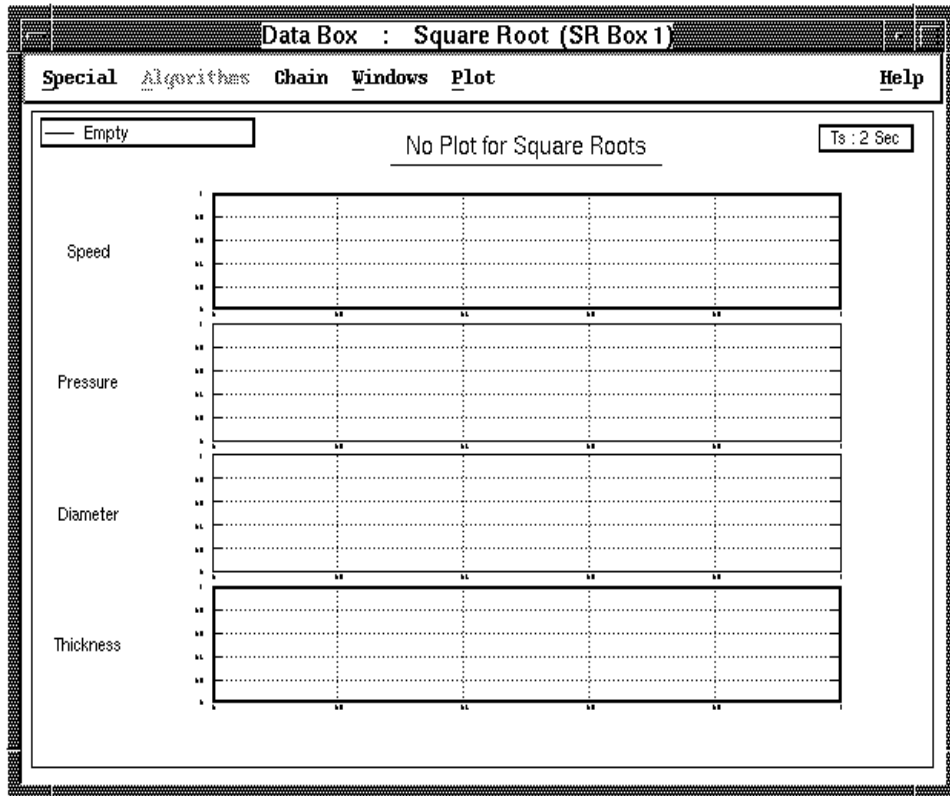 Data Box : Square Root (SR Box 1)
Special Algorithms Chain Windows Plot Help
Empty
No Plot for Square Roots
Ts : 2 Sec
Speed
Pressure
Diameter
Thickness